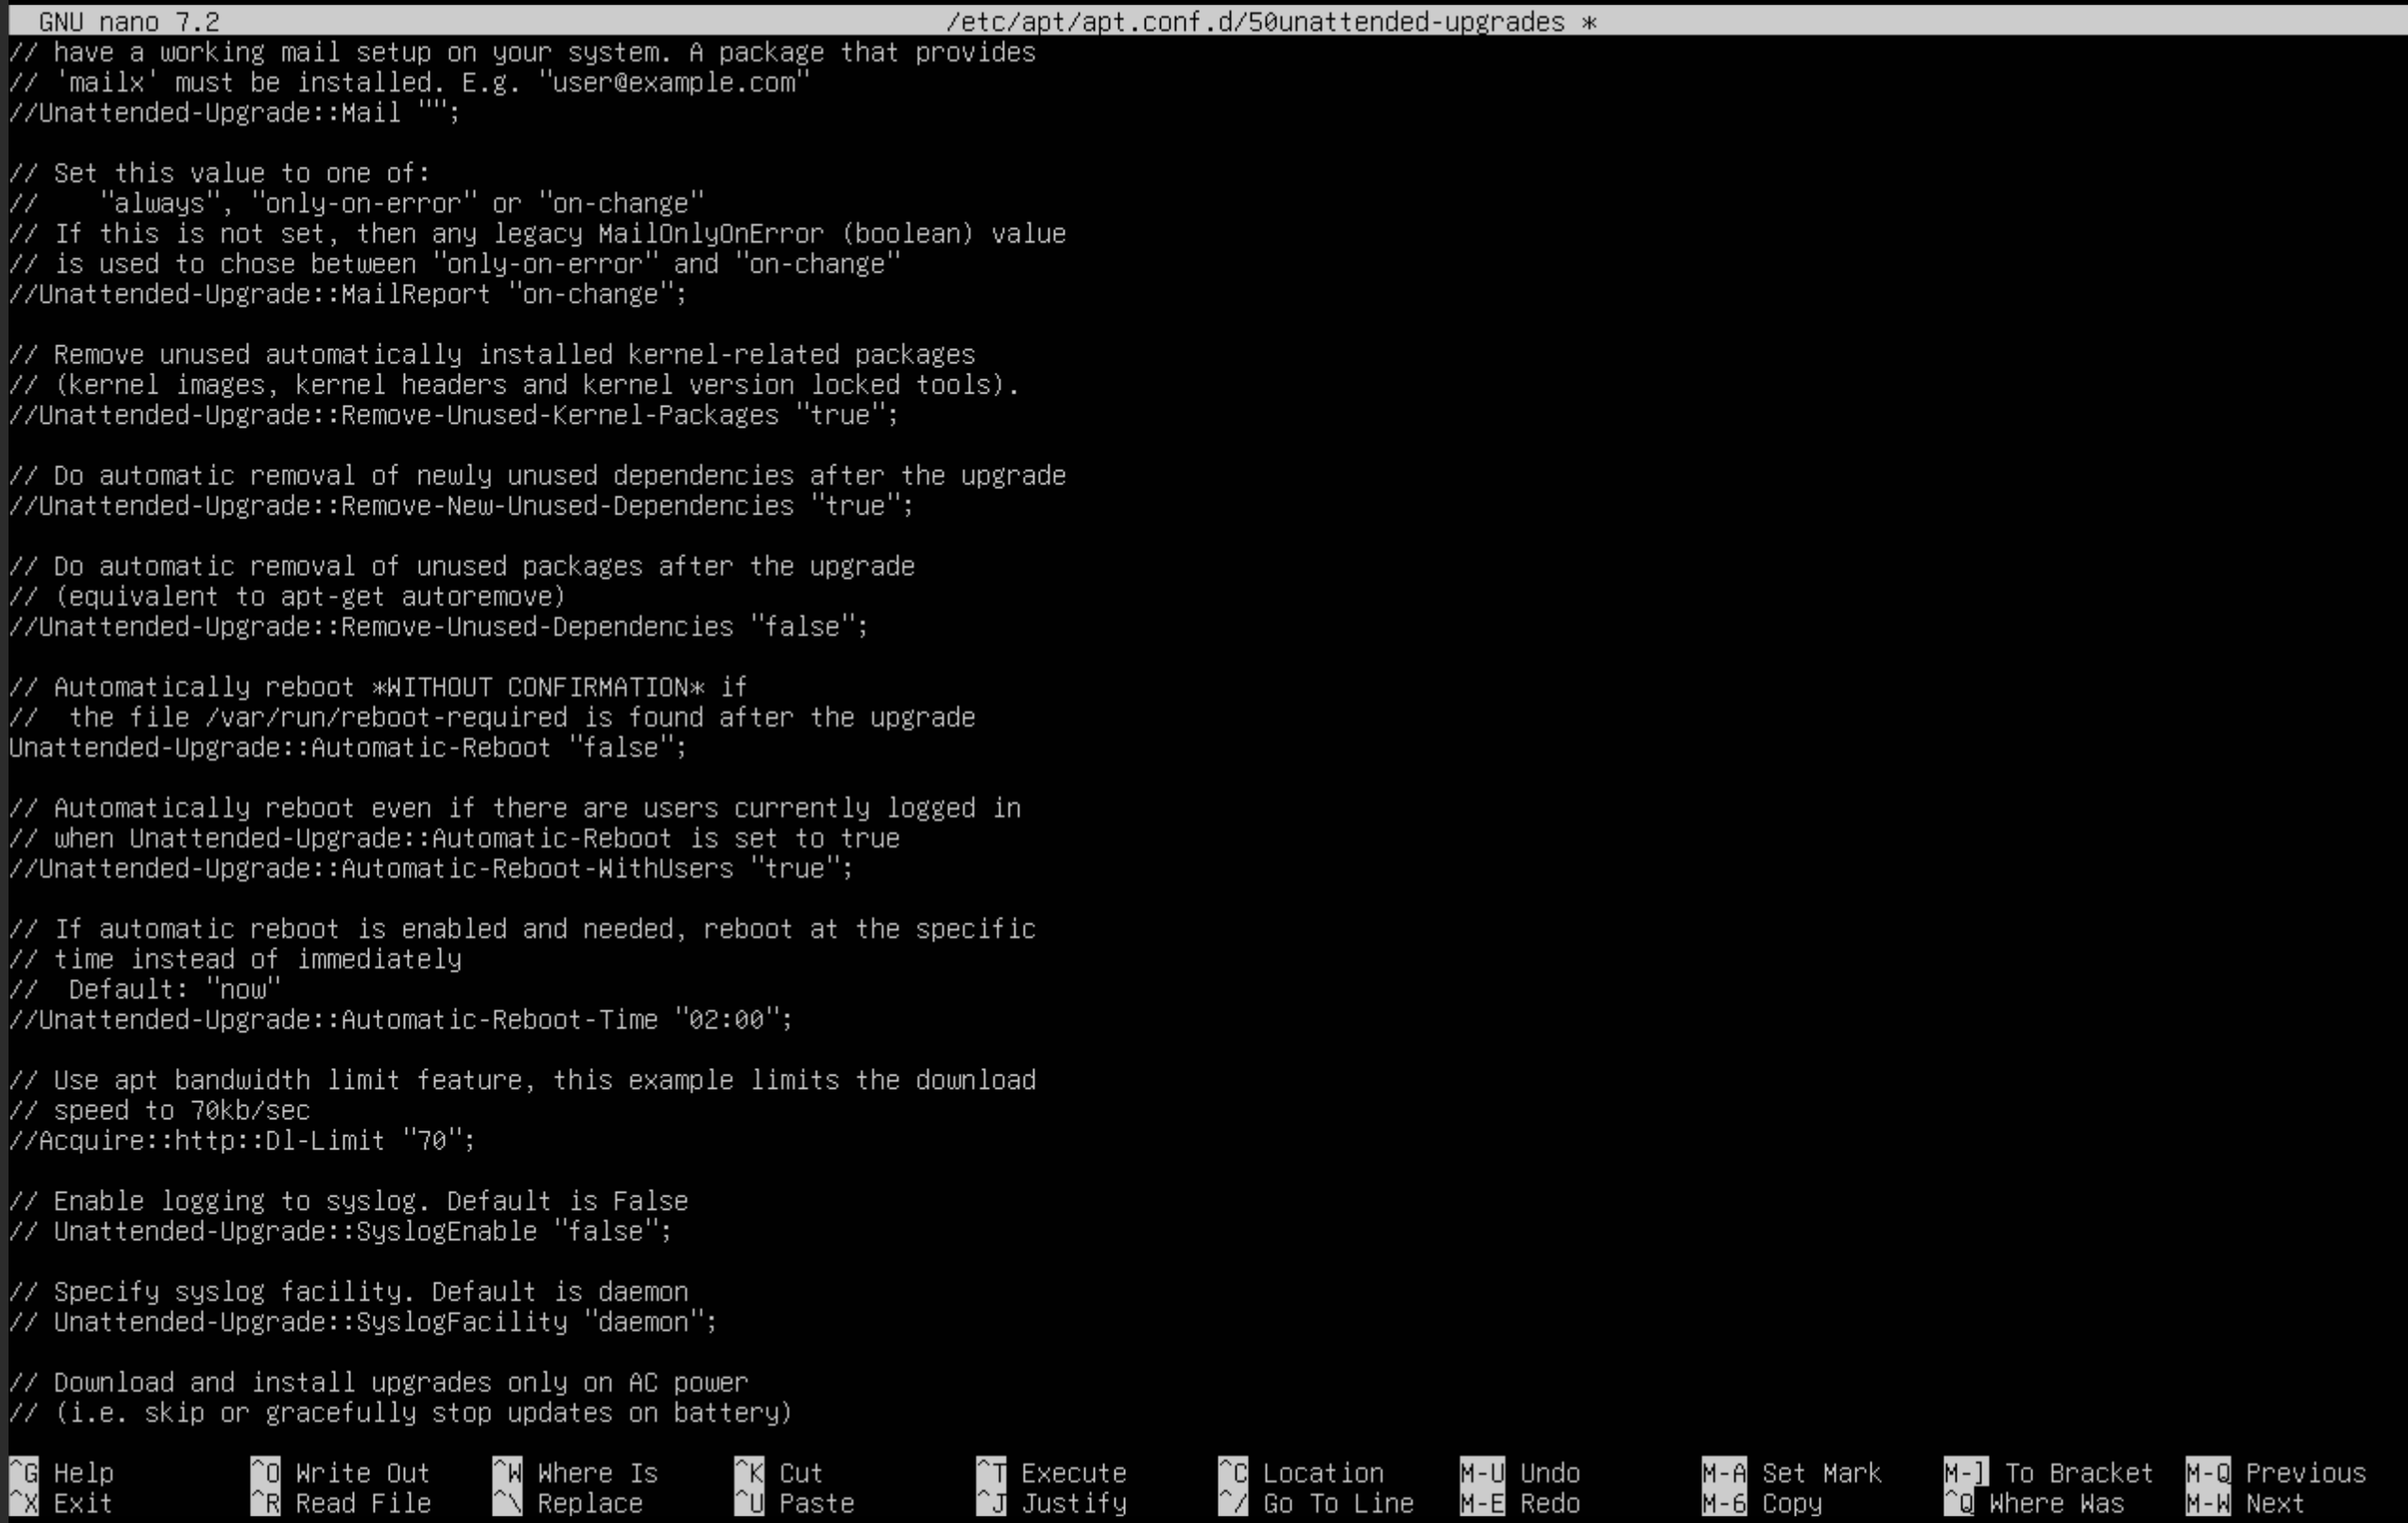 GNU nano 7.2 /etc/apt/apt.conf.d/50unattended-upgrades *
// have a working mail setup on your system. A package that provides
// 'mailx' must be installed. E.g. "user@example.com"
//Unattended-Upgrade::Mail "";

// Set this value to one of:
//    "always", "only-on-error" or "on-change"
// If this is not set, then any legacy MailOnlyOnError (boolean) value
// is used to chose between "only-on-error" and "on-change"
//Unattended-Upgrade::MailReport "on-change";

// Remove unused automatically installed kernel-related packages
// (kernel images, kernel headers and kernel version locked tools).
//Unattended-Upgrade::Remove-Unused-Kernel-Packages "true";

// Do automatic removal of newly unused dependencies after the upgrade
//Unattended-Upgrade::Remove-New-Unused-Dependencies "true";

// Do automatic removal of unused packages after the upgrade
// (equivalent to apt-get autoremove)
//Unattended-Upgrade::Remove-Unused-Dependencies "false";

// Automatically reboot *WITHOUT CONFIRMATION* if
//  the file /var/run/reboot-required is found after the upgrade
Unattended-Upgrade::Automatic-Reboot "false";

// Automatically reboot even if there are users currently logged in
// when Unattended-Upgrade::Automatic-Reboot is set to true
//Unattended-Upgrade::Automatic-Reboot-WithUsers "true";

// If automatic reboot is enabled and needed, reboot at the specific
// time instead of immediately
//  Default: "now"
//Unattended-Upgrade::Automatic-Reboot-Time "02:00";

// Use apt bandwidth limit feature, this example limits the download
// speed to 70kb/sec
//Acquire::http::Dl-Limit "70";

// Enable logging to syslog. Default is False
// Unattended-Upgrade::SyslogEnable "false";

// Specify syslog facility. Default is daemon
// Unattended-Upgrade::SyslogFacility "daemon";

// Download and install upgrades only on AC power
// (i.e. skip or gracefully stop updates on battery)

^G Help ^O Write Out ^W Where Is ^K Cut ^T Execute ^C Location M-U Undo M-A Set Mark M-] To Bracket M-Q Previous
^X Exit ^R Read File ^\ Replace ^U Paste ^J Justify ^/ Go To Line M-E Redo M-6 Copy ^Q Where Was M-W Next